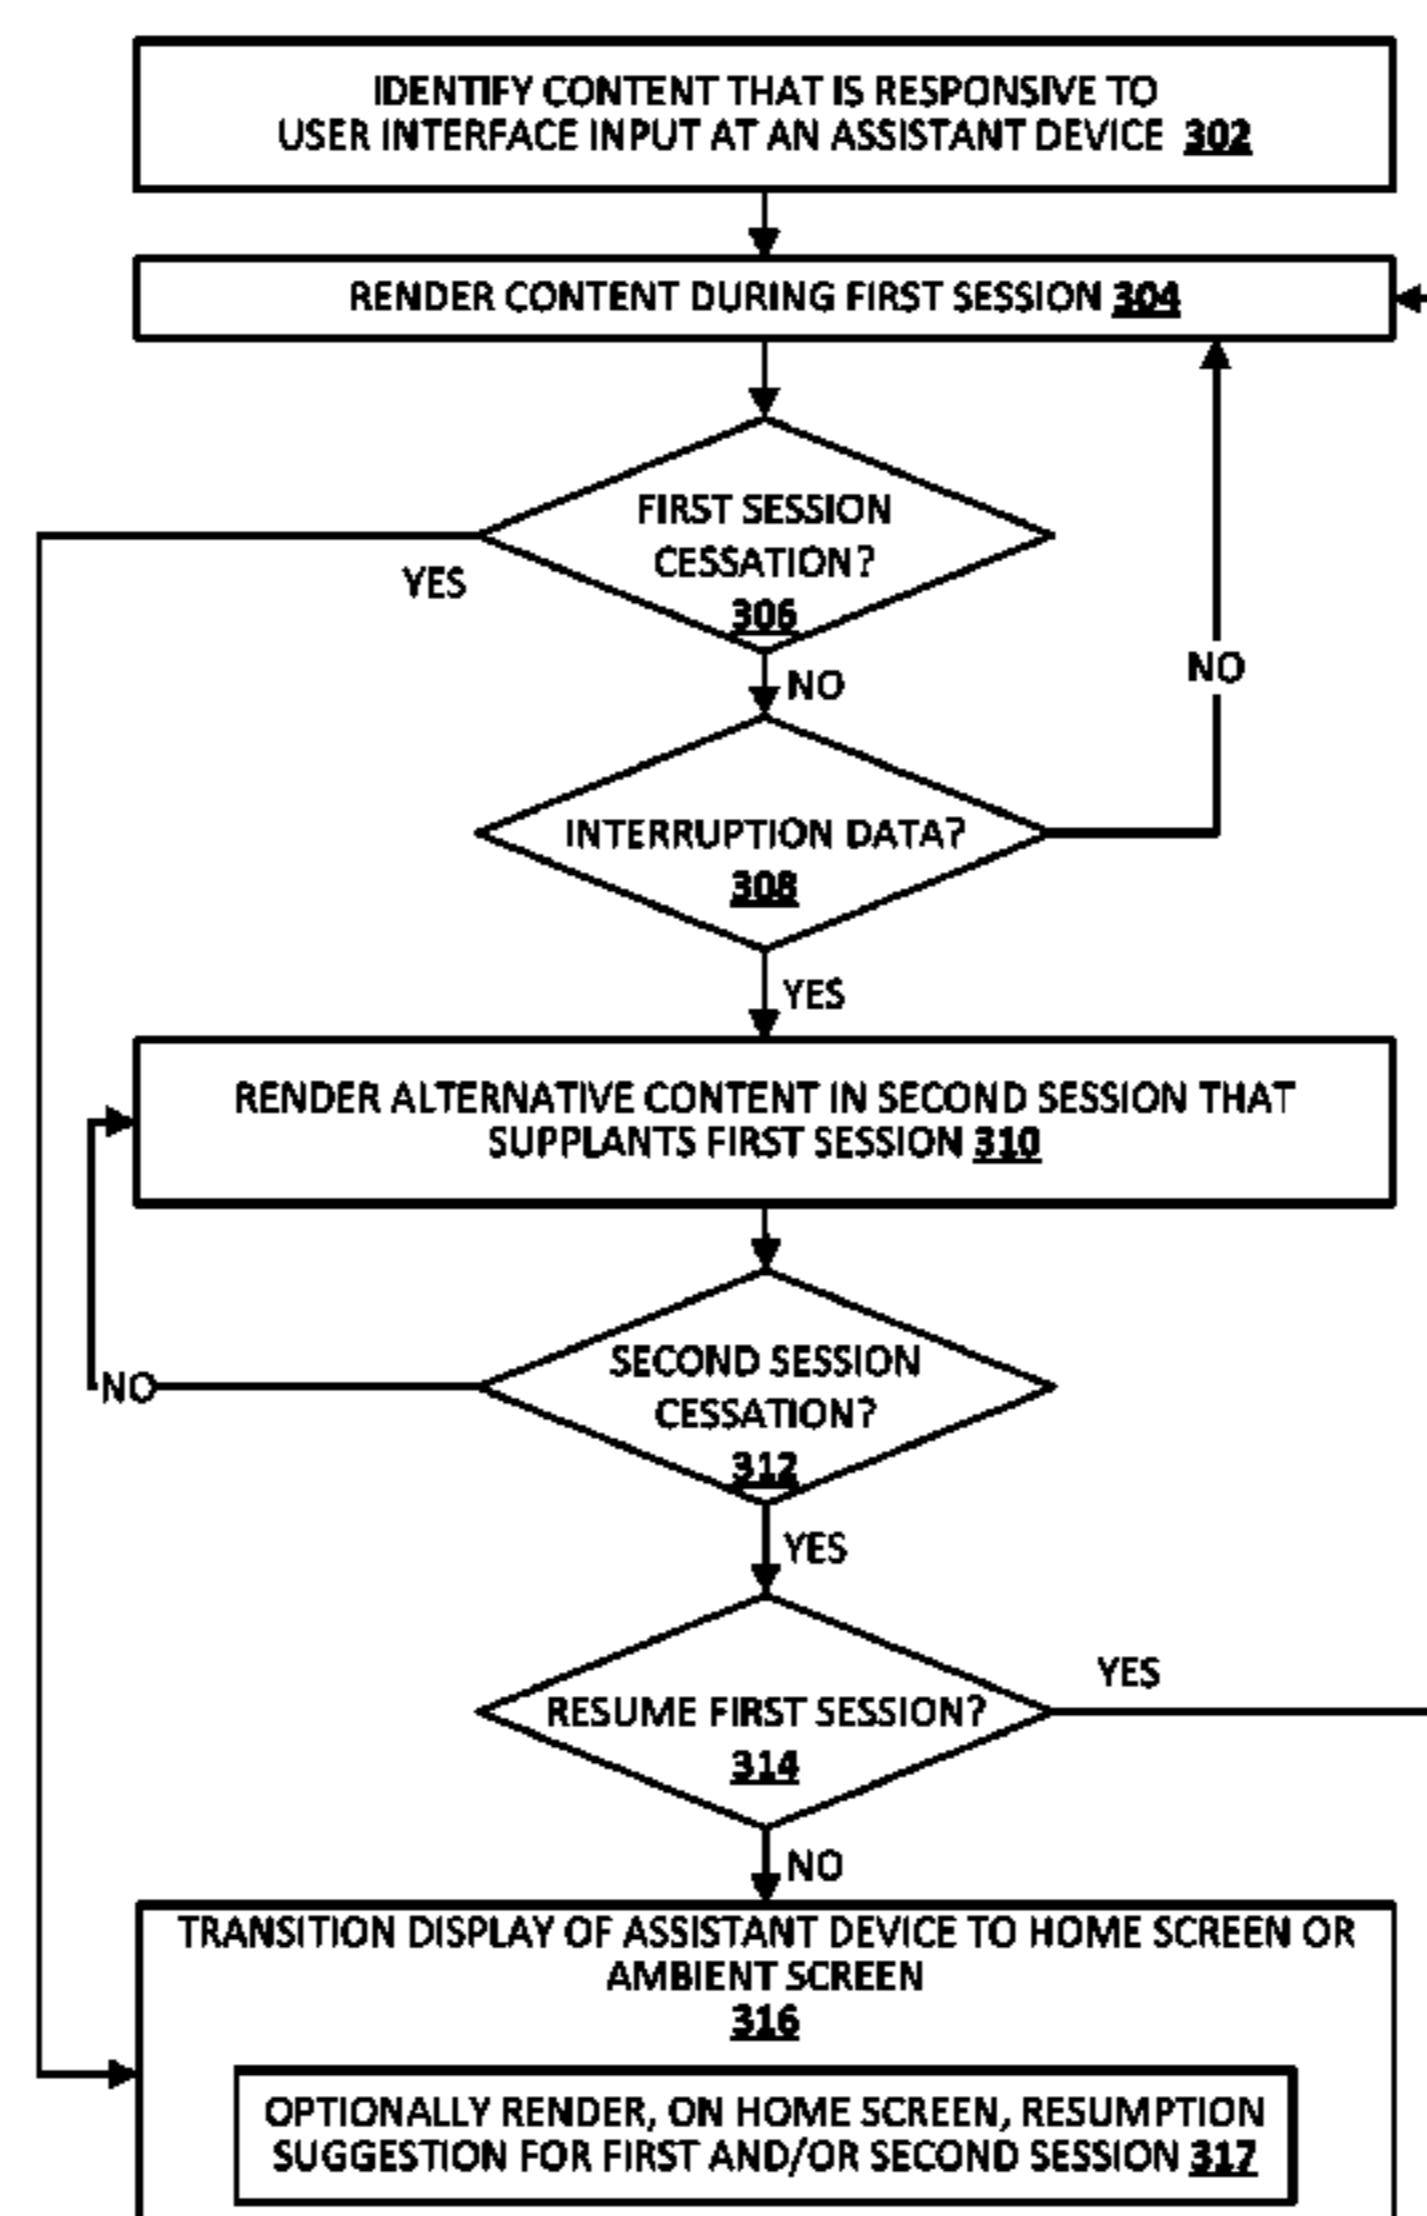 IDENTIFY CONTENT THAT IS RESPONSIVE TO
USER INTERFACE INPUT AT AN ASSISTANT DEVICE 302
RENDER CONTENT DURING FIRST SESSION 304
FIRST SESSION
CESSATION?
306
YES
NO
NO
INTERRUPTION DATA?
308
YES
RENDER ALTERNATIVE CONTENT IN SECOND SESSION THAT
SUPPLANTS FIRST SESSION 310
SECOND SESSION
CESSATION?
312
NO
YES
RESUME FIRST SESSION?
314
YES
NO
TRANSITION DISPLAY OF ASSISTANT DEVICE TO HOME SCREEN OR
AMBIENT SCREEN
316
OPTIONALLY RENDER, ON HOME SCREEN, RESUMPTION
SUGGESTION FOR FIRST AND/OR SECOND SESSION 317